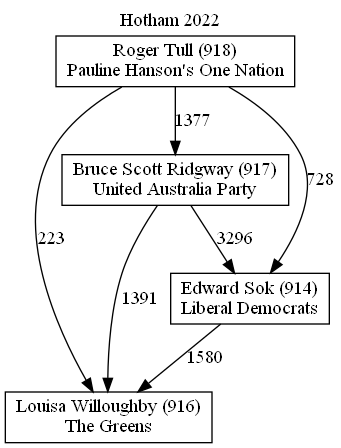 Hotham 2022
Roger Tull (918)
Pauline Hanson's One Nation
1377
Bruce Scott Ridgway (917)
United Australia Party
728
223
3296
1391
Edward Sok (914)
Liberal Democrats
1580
Louisa Willoughby (916)
The Greens